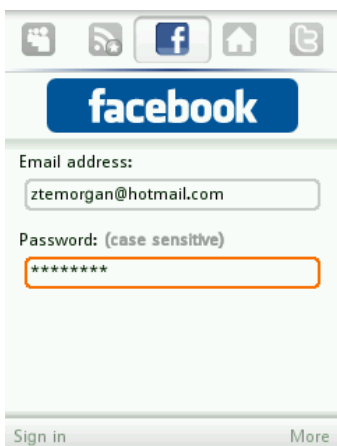 facebook
Email address:
ztemorgan@hotmail.com
Password: (case sensitive)
********
Sign in More